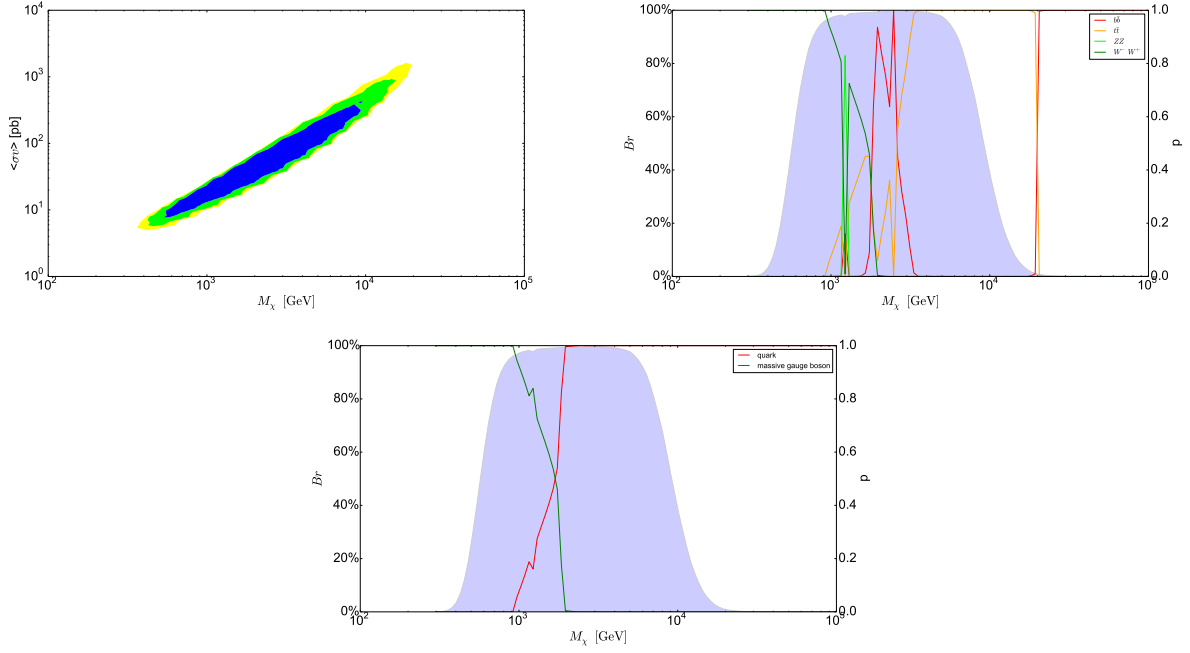 10^4
10^3
10^2
10^1
10^0
<σv> [pb]
10^2
10^3
10^4
10^5
M_χ [GeV]
100%
80%
60%
40%
20%
0%
Br
1.0
0.8
0.6
0.4
0.2
0.0
p
b b̄
t t̄
ZZ
W^- W^+
10^2
10^3
10^4
10^5
M_χ [GeV]
100%
80%
60%
40%
20%
0%
Br
1.0
0.8
0.6
0.4
0.2
0.0
p
quark
massive gauge boson
10^2
10^3
10^4
10^5
M_χ [GeV]